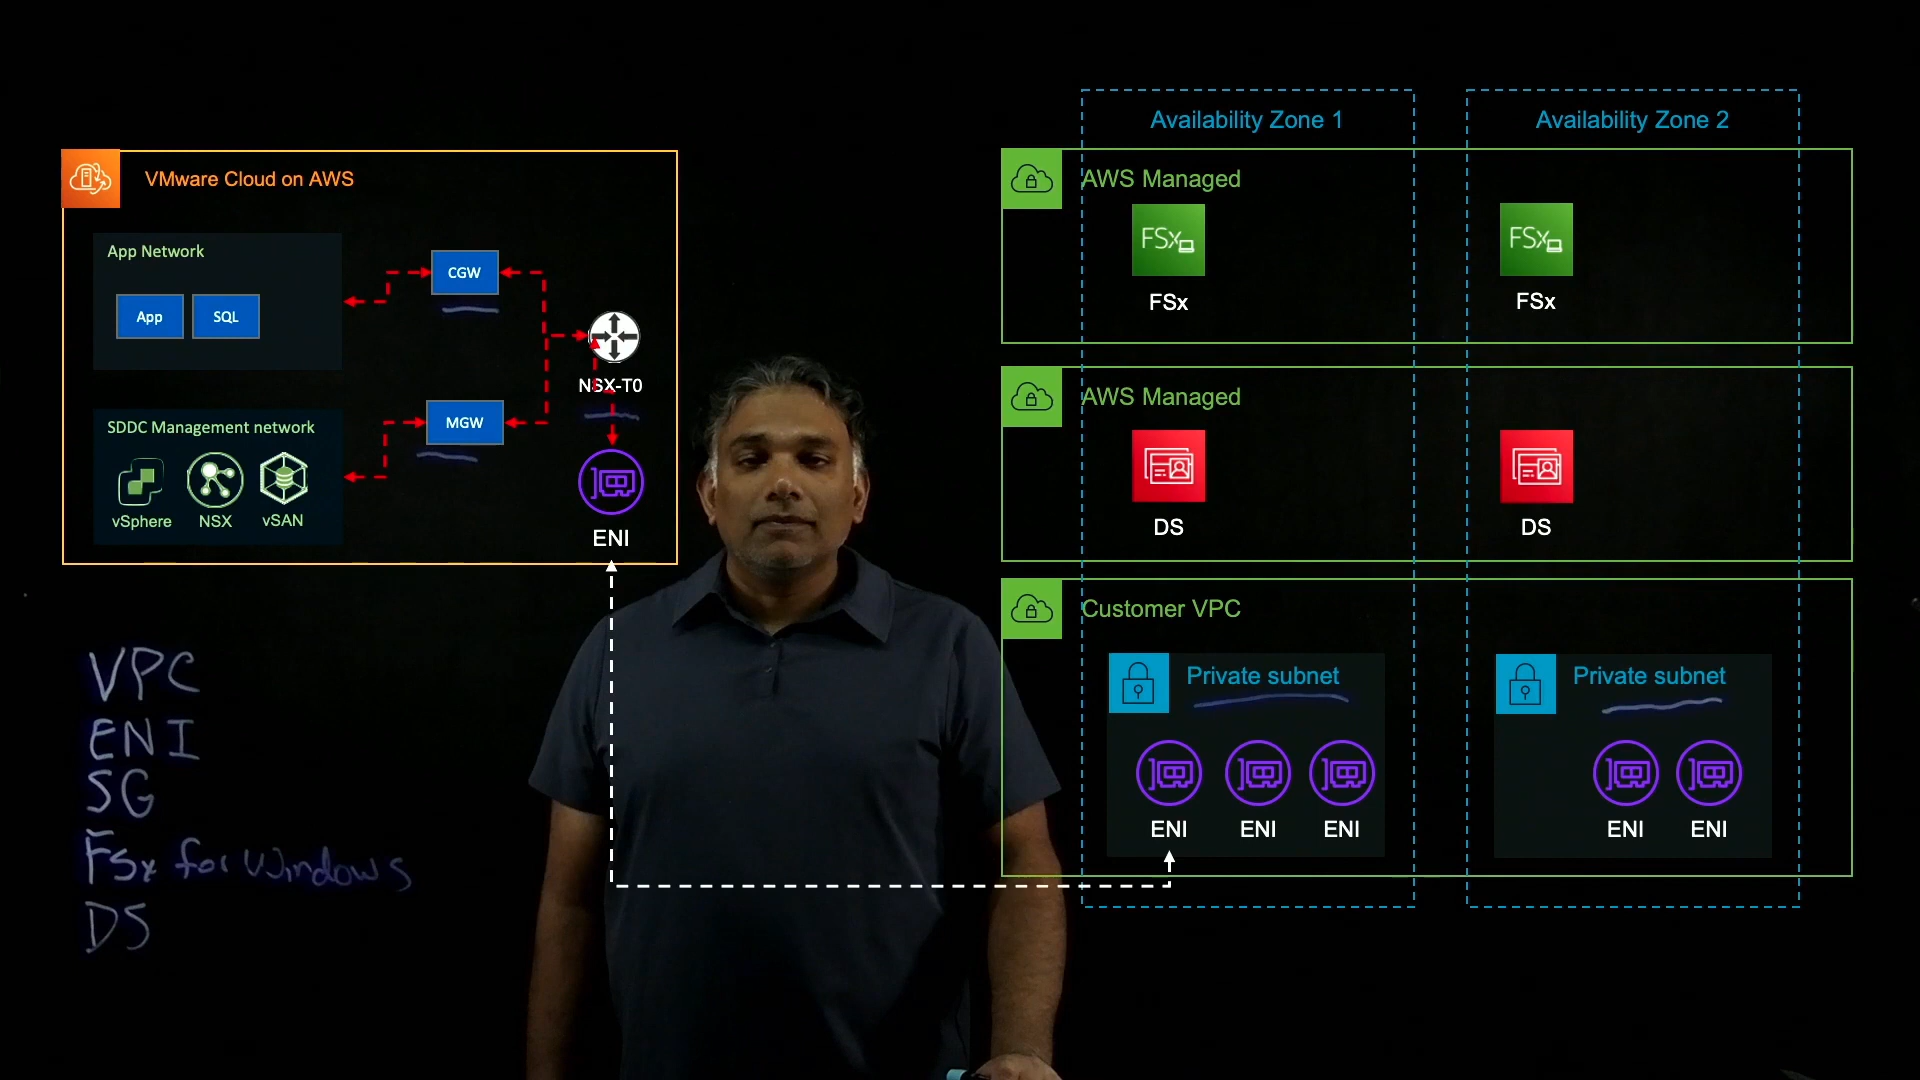 VMware Cloud on AWS
App Network
App
SQL
CGW
NSX-T0
SDDC Management network
MGW
vSphere
NSX
vSAN
ENI
VPC
ENI
SG
FSx for Windows
DS
Availability Zone 1
Availability Zone 2
AWS Managed
FSx
FSx
FSx
FSx
AWS Managed
DS
DS
Customer VPC
Private subnet
Private subnet
ENI
ENI
ENI
ENI
ENI